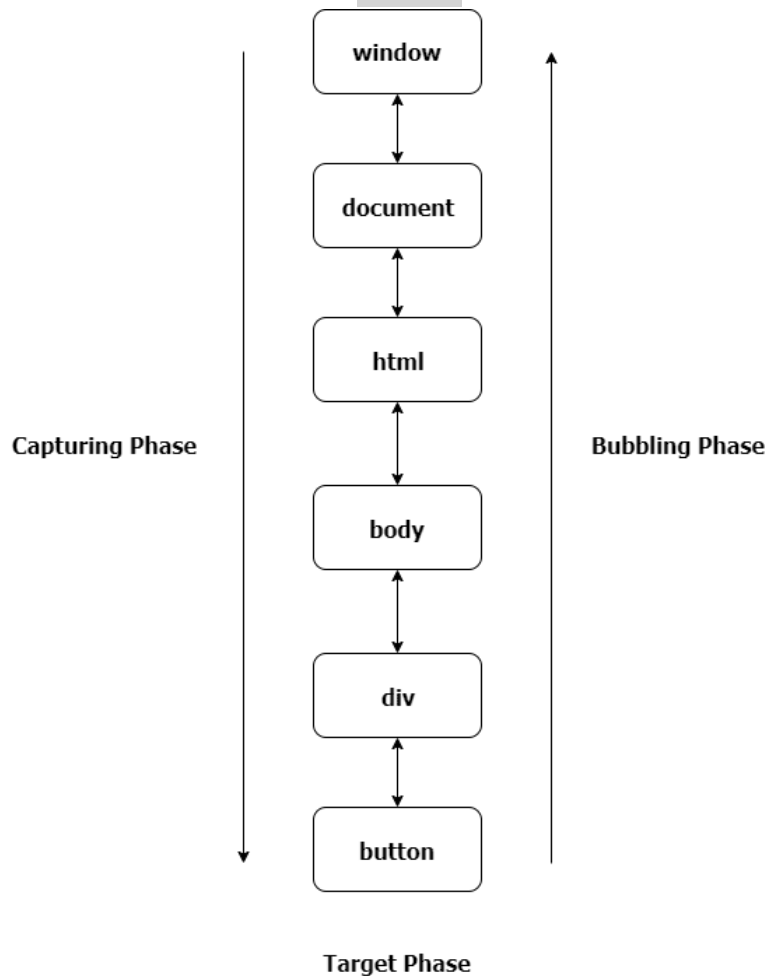 window
document
html
Capturing Phase
Bubbling Phase
body
div
button
Target Phase